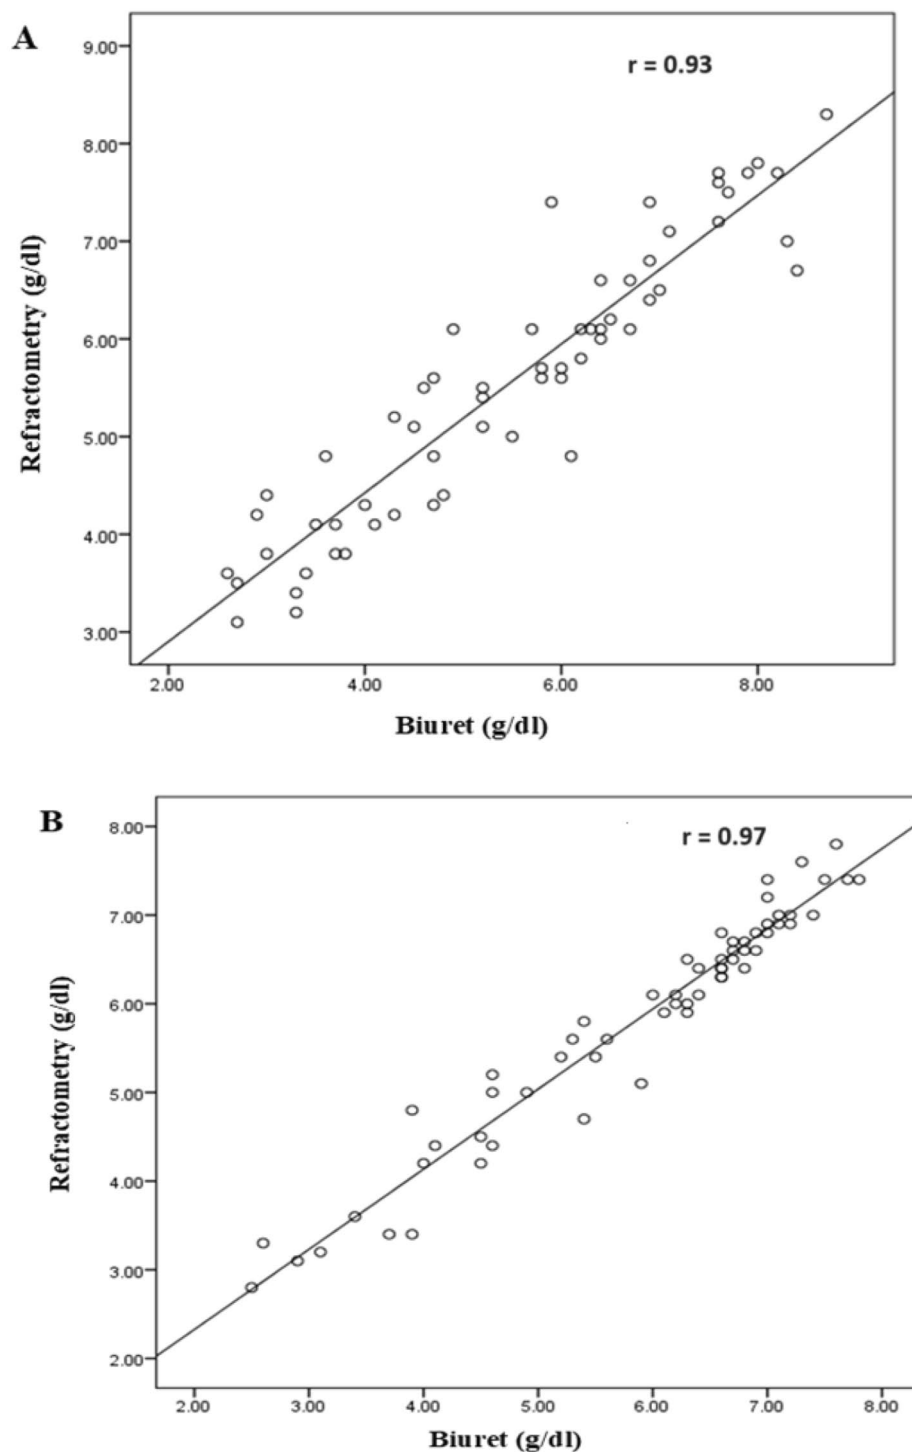 A
r = 0.93
9.00
8.00
7.00
6.00
5.00
4.00
3.00
Refractometry (g/dl)
2.00 4.00 6.00 8.00
Biuret (g/dl)
B
r = 0.97
8.00
7.00
6.00
5.00
4.00
3.00
2.00
Refractometry (g/dl)
2.00 3.00 4.00 5.00 6.00 7.00 8.00
Biuret (g/dl)